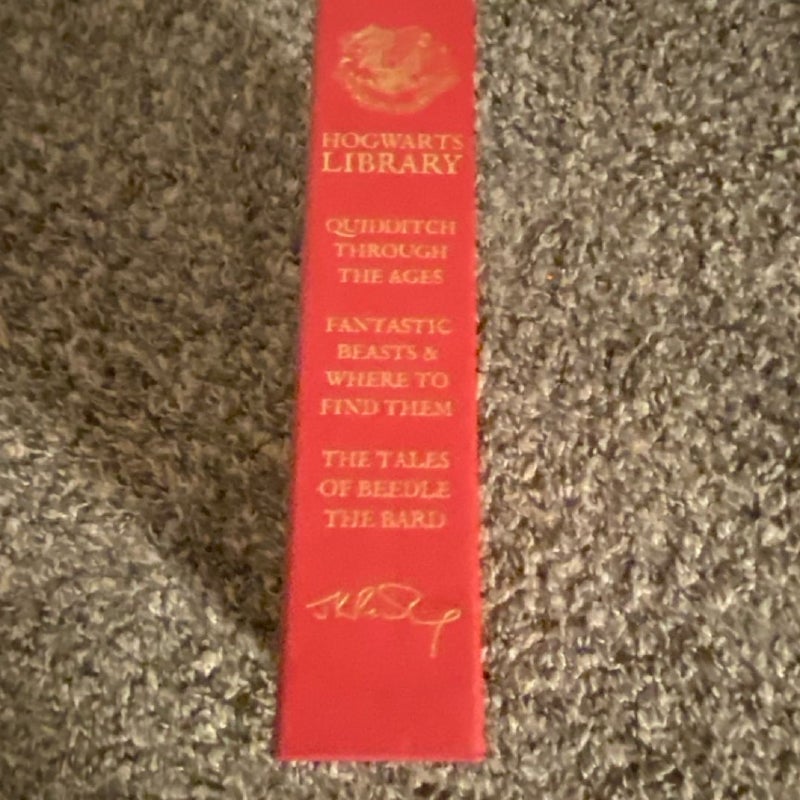 HOGWARTS
LIBRARY
QUIDDITCH
THROUGH
THE AGES
FANTASTIC
BEASTS &
WHERE TO
FIND THEM
THE TALES
OF BEEDLE
THE BARD